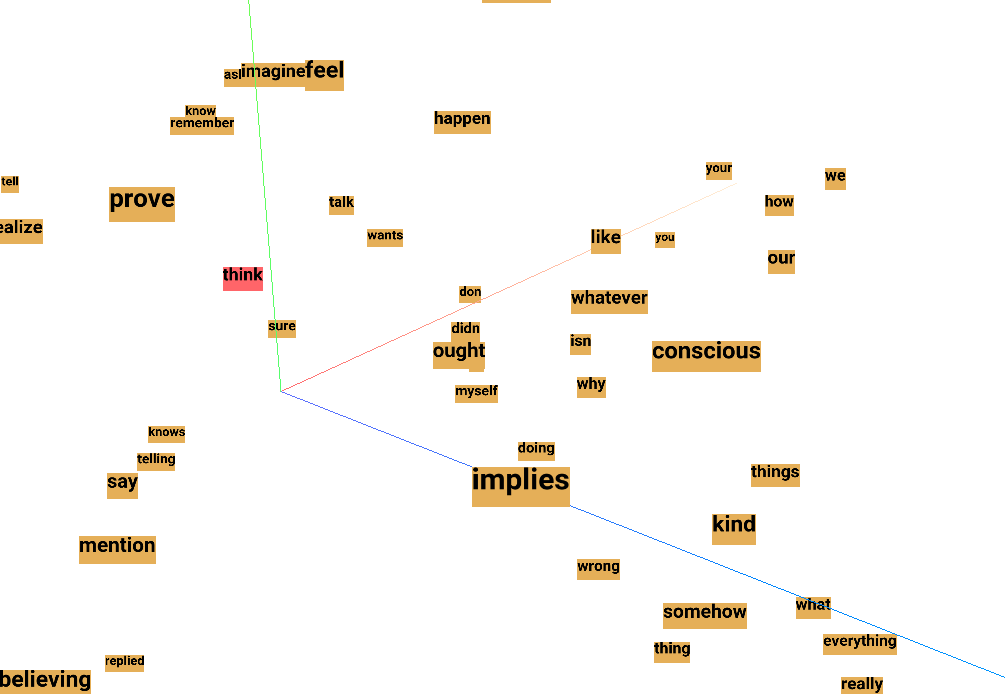 imagine
feel
know
remember
happen
your
we
tell
prove
talk
how
wants
like
you
our
think
don
whatever
sure
didn
isn
ought
conscious
why
myself
knows
doing
telling
say
implies
things
kind
mention
wrong
what
somehow
everything
thing
replied
believing
really